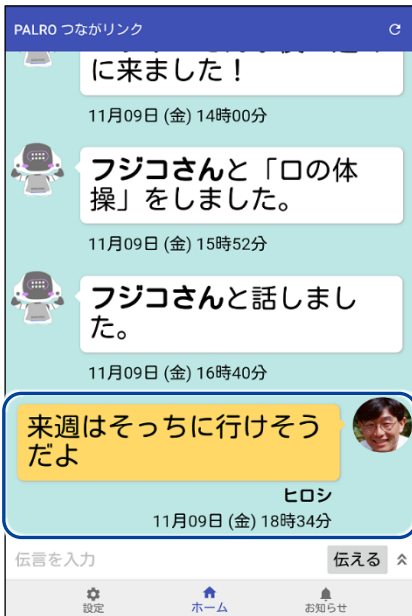 PALRO つながリンク
に来ました！
11月09日 (金) 14時00分
フジコさんと「口の体
操」をしました。
11月09日 (金) 15時52分
フジコさんと話しまし
た。
11月09日 (金) 16時40分
来週はそっちに行けそう
だよ
ヒロシ
11月09日 (金) 18時34分
伝言を入力
伝える
設定
ホーム
お知らせ